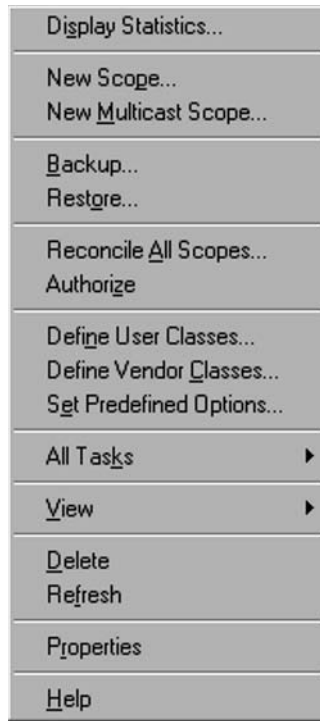 Display Statistics...
New Scope...
New Multicast Scope...
Backup...
Restore...
Reconcile All Scopes...
Authorize
Define User Classes...
Define Vendor Classes...
Set Predefined Options...
All Tasks
View
Delete
Refresh
Properties
Help